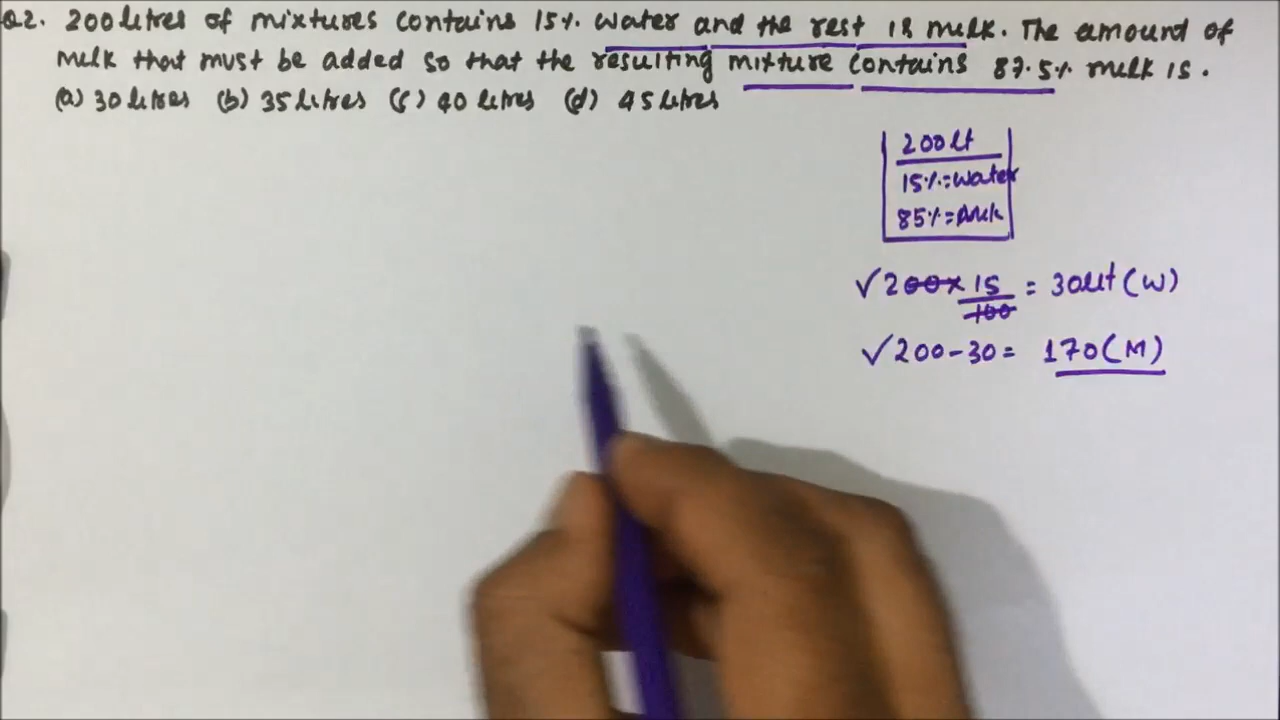 Q2. 200 litres of mixtures contains 15% water and the rest is milk. The amount of
milk that must be added so that the resulting mixture contains 87.5% milk is.
(a) 30 litres (b) 35 litres (c) 40 litres (d) 45 litres
200 lt
15% = water
85% = Milk
√ 200 × 15/100 = 30 lit (W)
√ 200 - 30 = 170 (M)